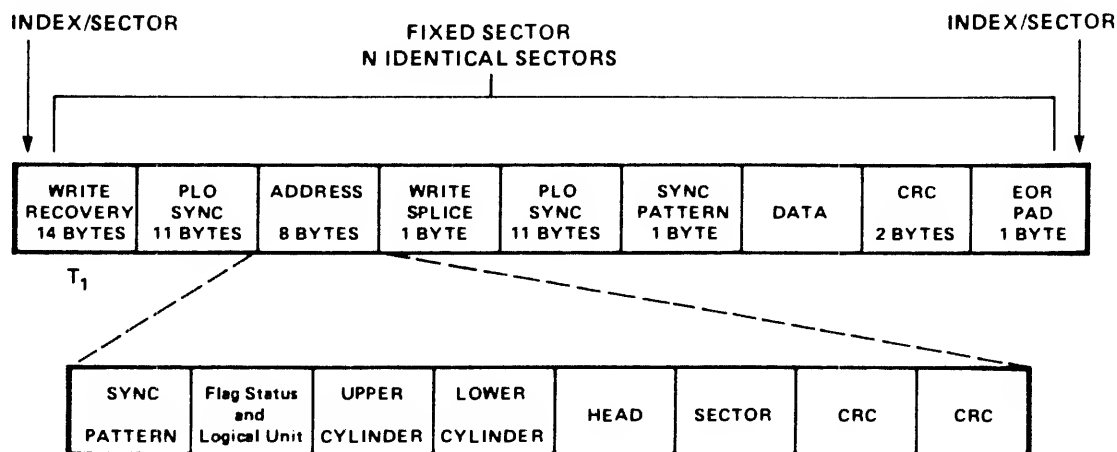 INDEX/SECTOR
FIXED SECTOR
N IDENTICAL SECTORS
INDEX/SECTOR
WRITE
RECOVERY
14 BYTES
PLO
SYNC
11 BYTES
ADDRESS
8 BYTES
WRITE
SPLICE
1 BYTE
PLO
SYNC
11 BYTES
SYNC
PATTERN
1 BYTE
DATA
CRC
2 BYTES
EOR
PAD
1 BYTE
T1
SYNC
PATTERN
Flag Status
and
Logical Unit
UPPER
CYLINDER
LOWER
CYLINDER
HEAD
SECTOR
CRC
CRC